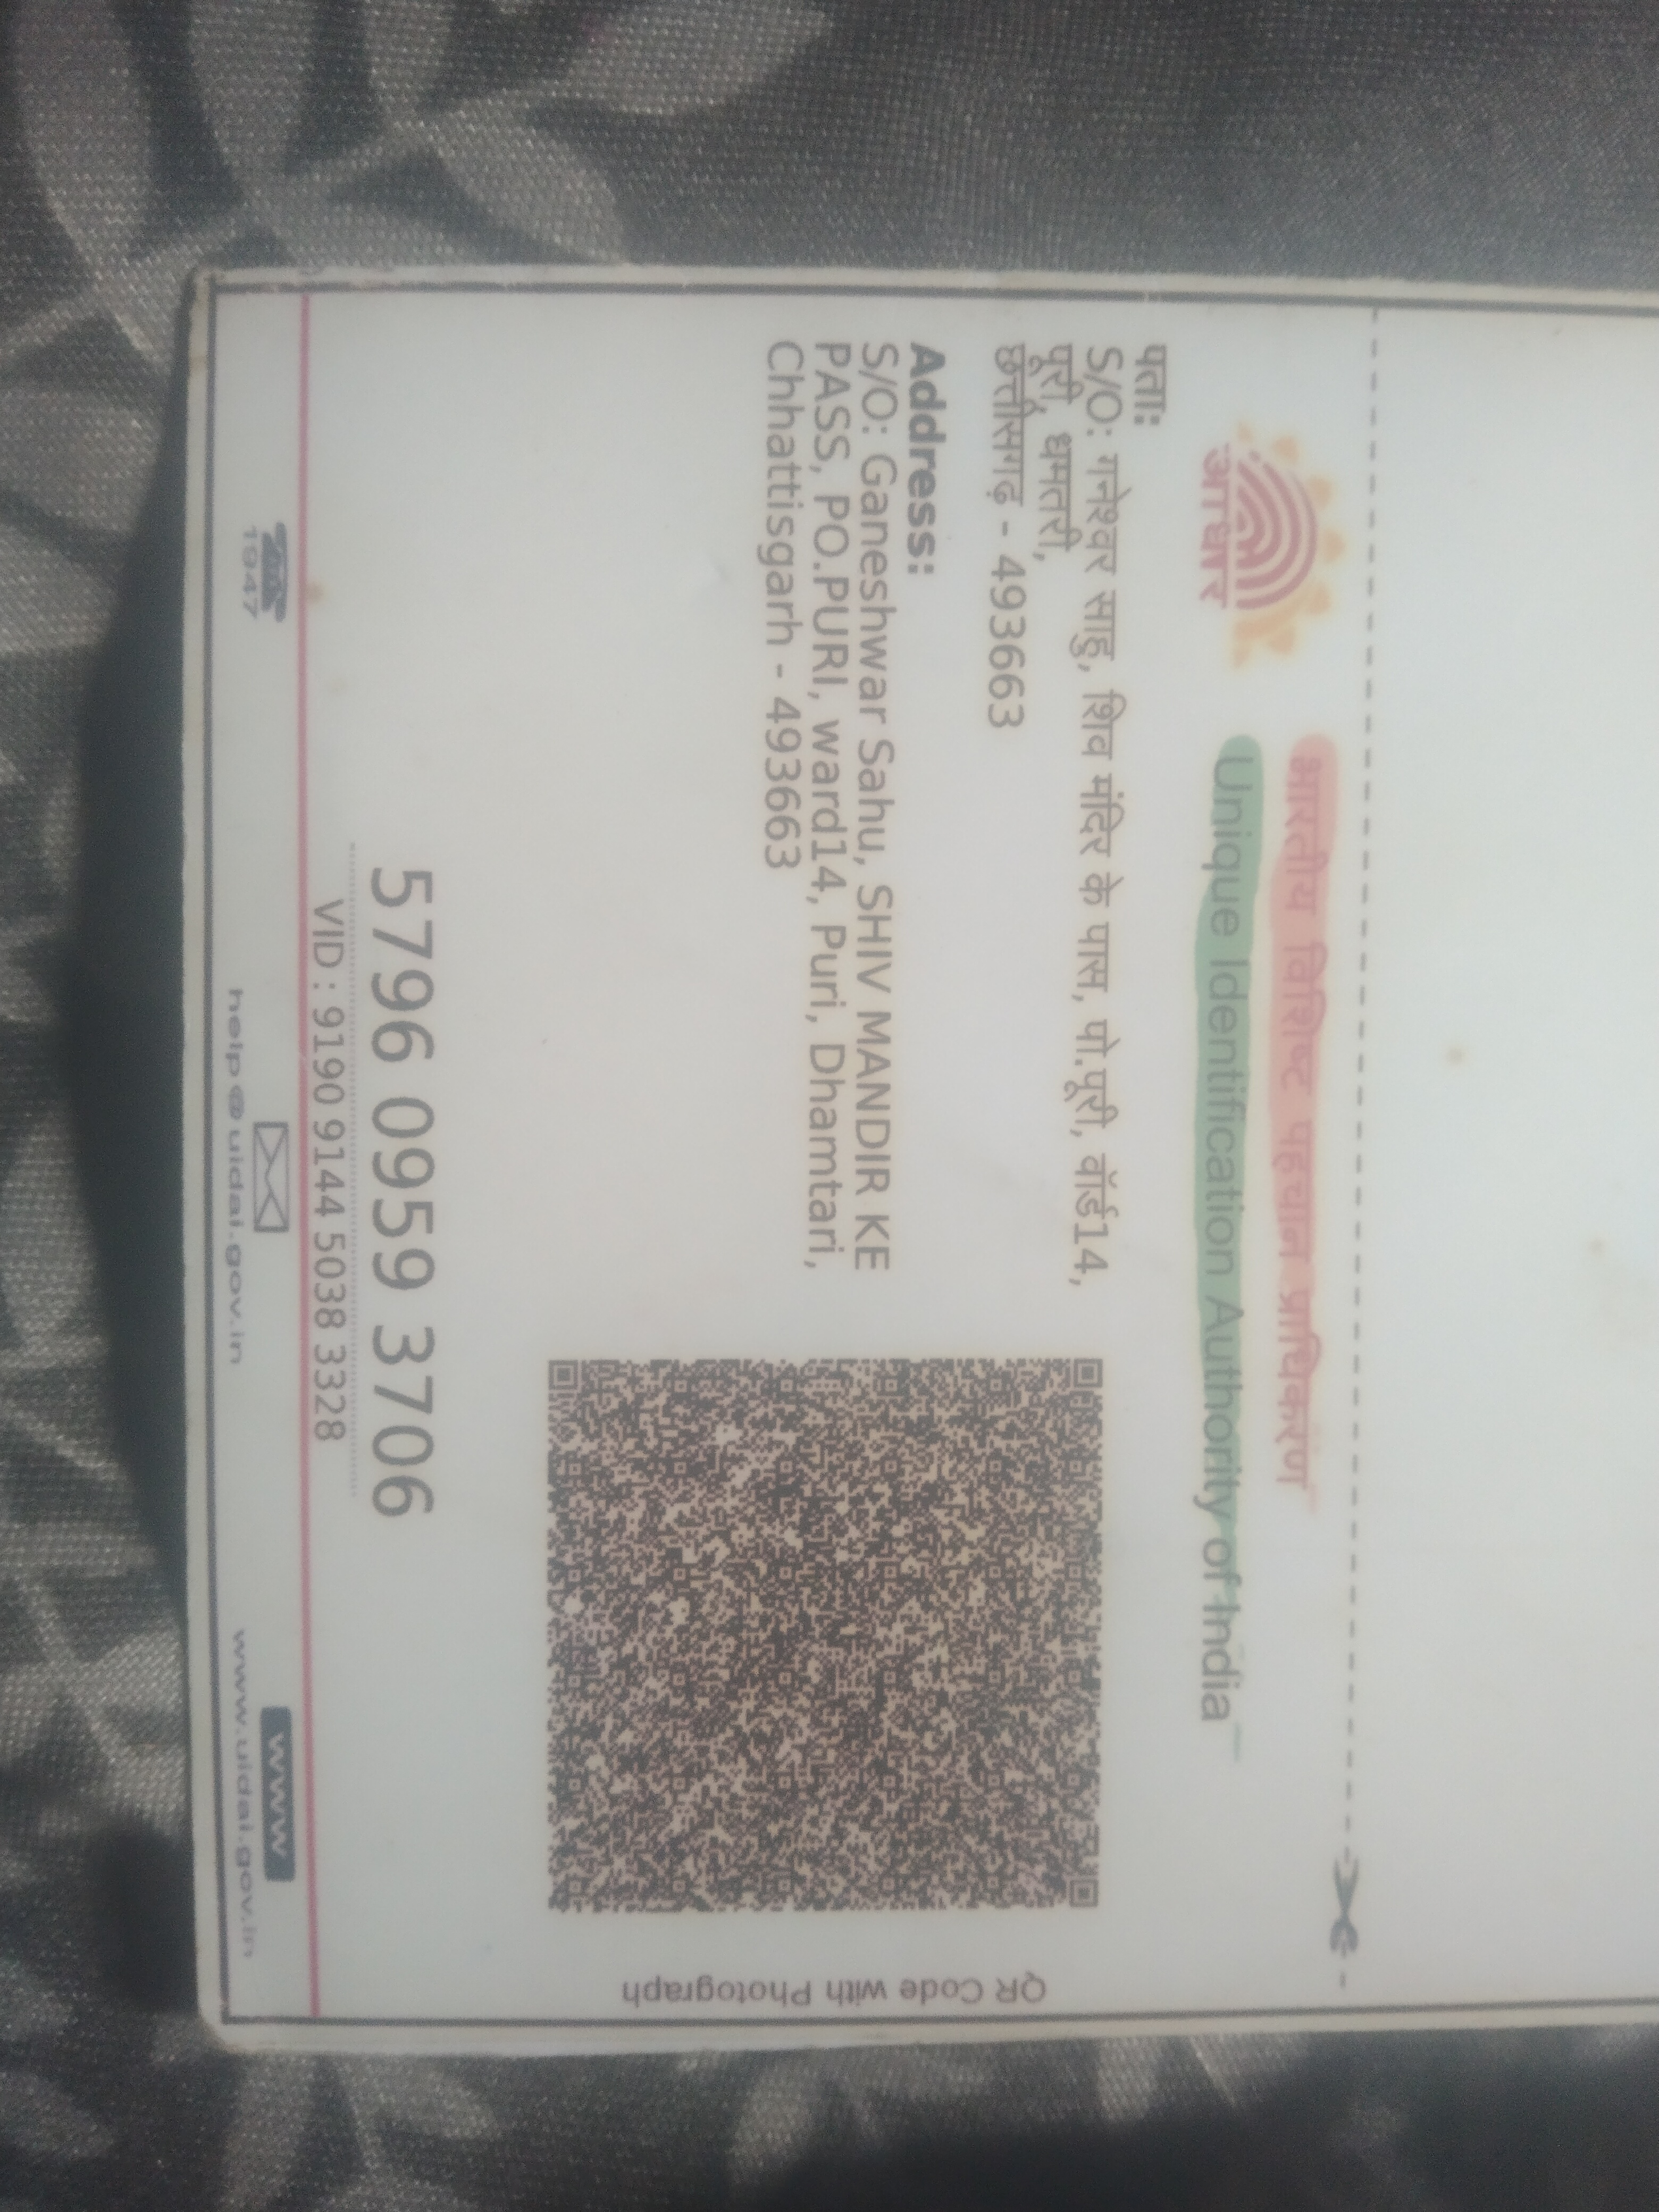 भारतीय विशिष्ट पहचान प्राधिकरण
Unique Identification Authority of India
आधार
पताः
S/O: गनेश्वर साहु, शिव मंदिर के पास, पो.पूरी, वॉर्ड14,
पूरी, धमतरी,
छत्तीसगढ़ - 493663
Address:
S/O: Ganeshwar Sahu, SHIV MANDIR KE
PASS, PO.PURI, ward14, Puri, Dhamtari,
Chhattisgarh - 493663
QR Code with Photograph
5796 0959 3706
VID : 9190 9144 5038 3328
1947
help@uidai.gov.in
www
www.uidai.gov.in